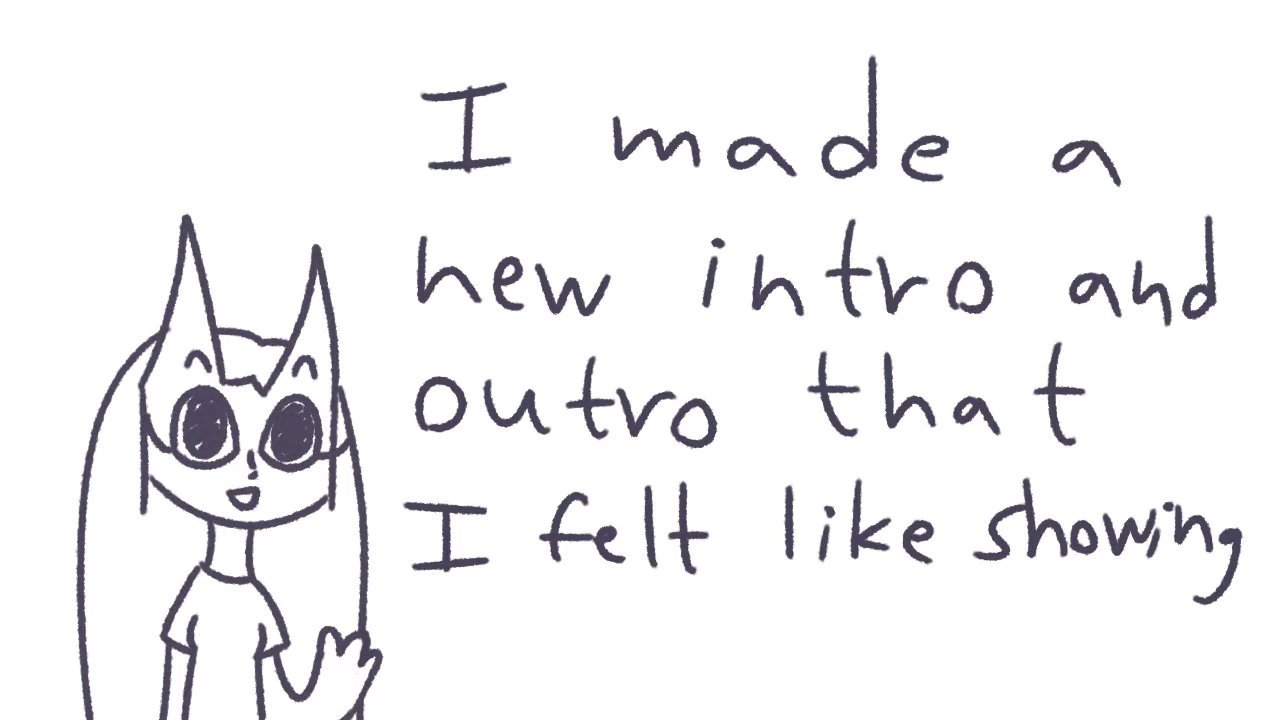 I made a
new intro and
outro that
I felt like showing